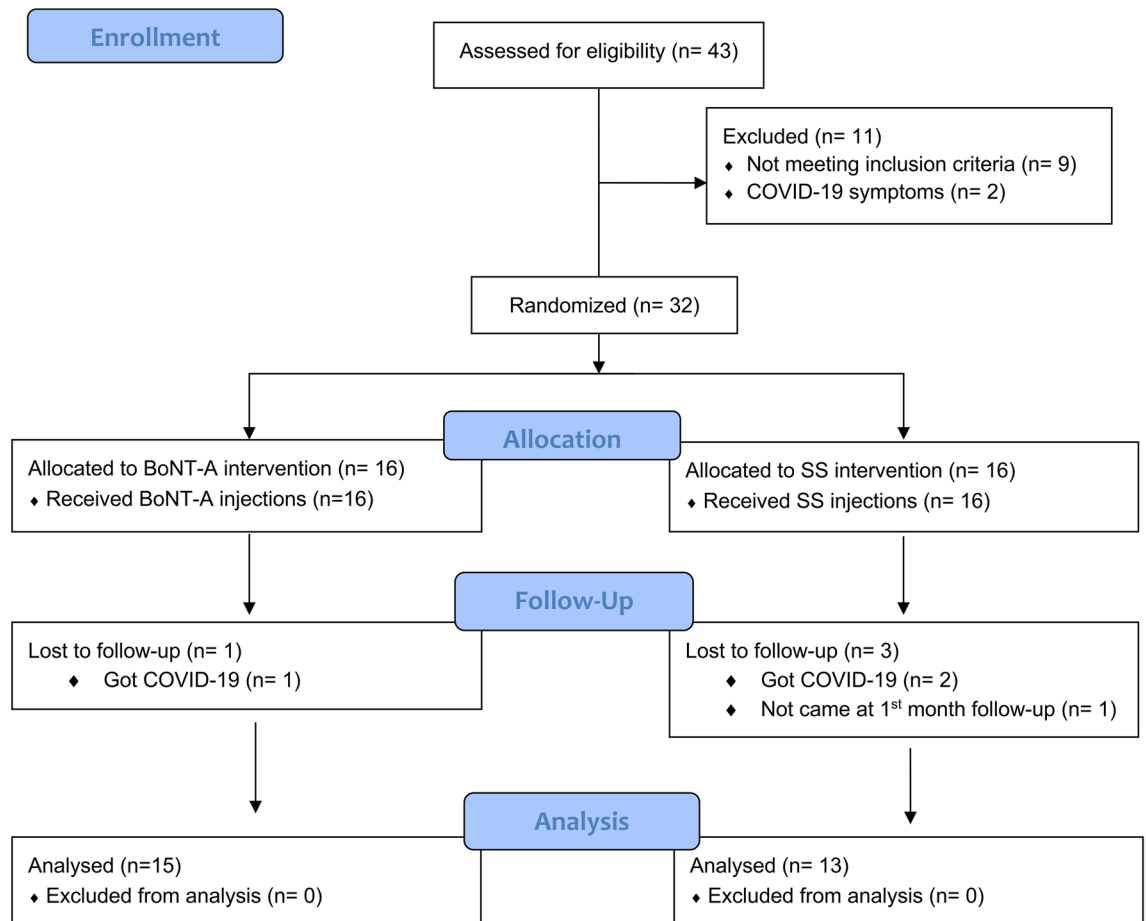 Enrollment
Assessed for eligibility (n= 43)
Excluded (n= 11)
♦ Not meeting inclusion criteria (n= 9)
♦ COVID-19 symptoms (n= 2)
Randomized (n= 32)
Allocation
Allocated to BoNT-A intervention (n= 16)
♦ Received BoNT-A injections (n=16)
Allocated to SS intervention (n= 16)
♦ Received SS injections (n= 16)
Follow-Up
Lost to follow-up (n= 1)
♦ Got COVID-19 (n= 1)
Lost to follow-up (n= 3)
♦ Got COVID-19 (n= 2)
♦ Not came at 1st month follow-up (n= 1)
Analysis
Analysed (n=15)
♦ Excluded from analysis (n= 0)
Analysed (n= 13)
♦ Excluded from analysis (n= 0)